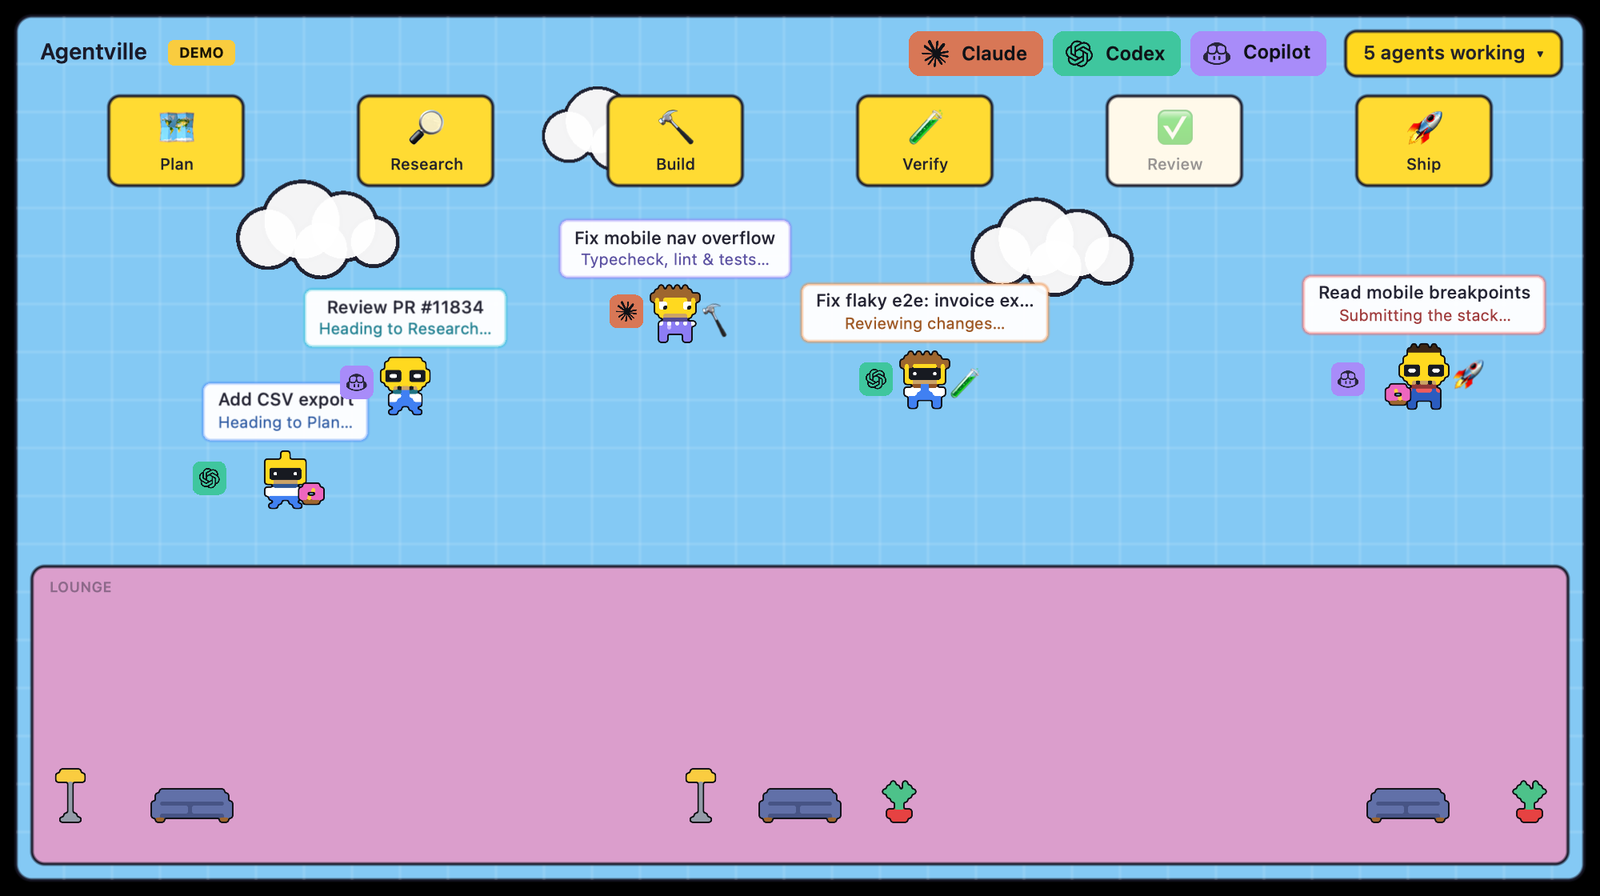 Agentville
DEMO
Claude
Codex
Copilot
5 agents working
Plan
Research
Build
Verify
Review
Ship
Fix mobile nav overflow
Typecheck, lint & tests...
Review PR #11834
Heading to Research...
Fix flaky e2e: invoice ex...
Reviewing changes...
Read mobile breakpoints
Submitting the stack...
Add CSV export
Heading to Plan...
LOUNGE